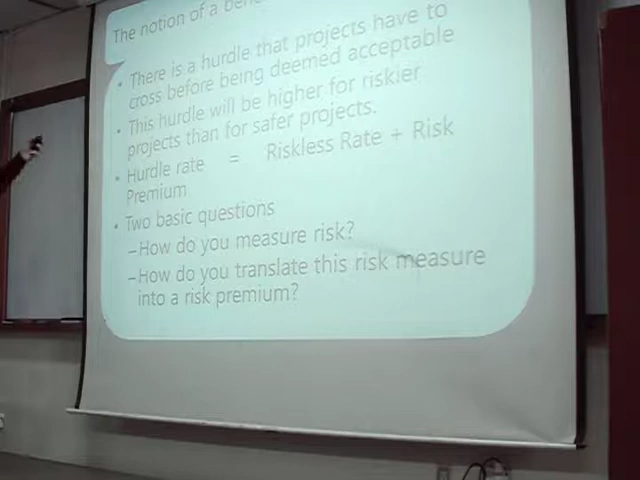 The notion of a
• There is a hurdle that projects have to
cross before being deemed acceptable
• This hurdle will be higher for riskier
projects than for safer projects.
• Hurdle rate = Riskless Rate + Risk
Premium
• Two basic questions
–How do you measure risk?
–How do you translate this risk measure
into a risk premium?